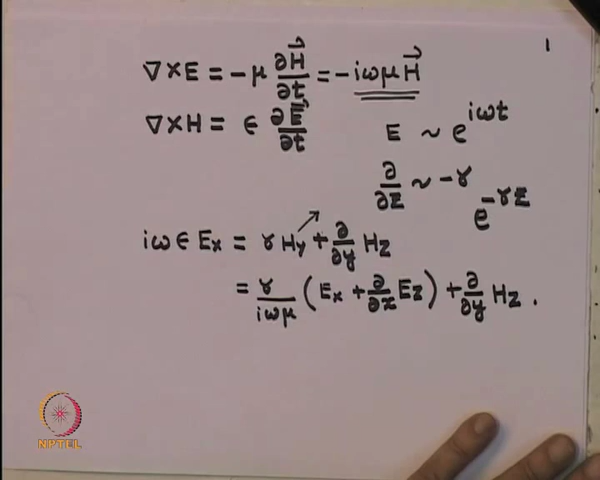 1
∇×E = -μ ∂H⃗/∂t = -iωμH⃗
∇×H = ϵ ∂E⃗/∂t
E ~ e^{iωt}
∂/∂z ~ -γ
e^{-γz}
iωϵ Ex = γ Hy + ∂/∂y Hz
= γ/iωμ (Ex + ∂/∂x Ez) + ∂/∂y Hz .
NPTEL